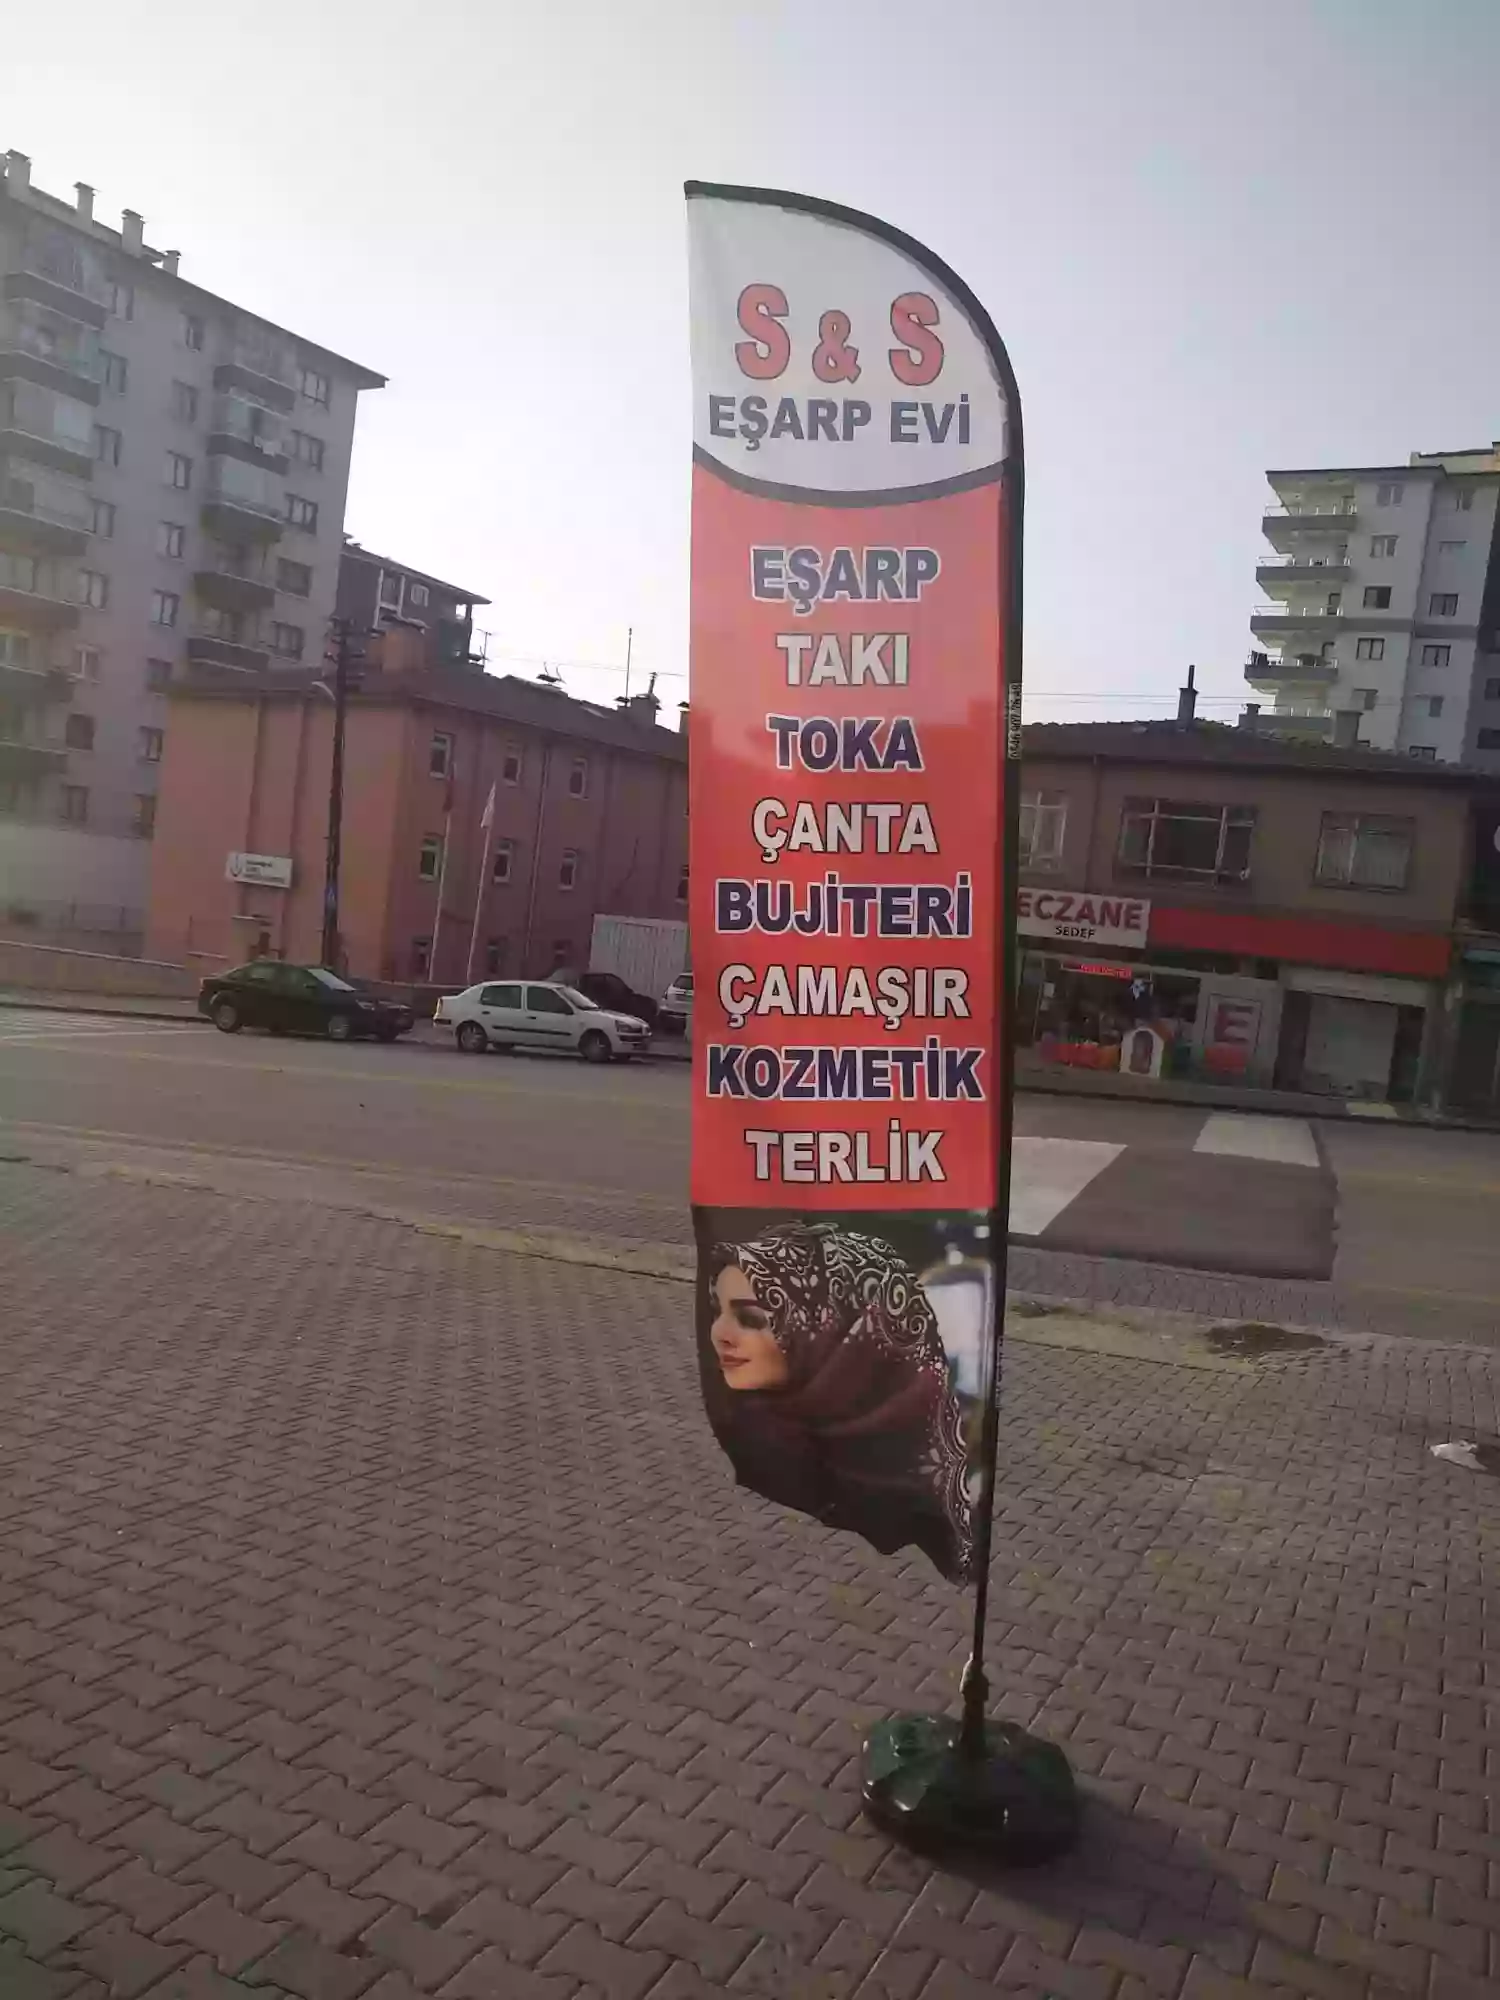 S & S
EŞARP EVİ
EŞARP
TAKI
TOKA
ÇANTA
BUJİTERİ
ÇAMAŞIR
KOZMETİK
TERLİK
ECZANE
SEDEF
E